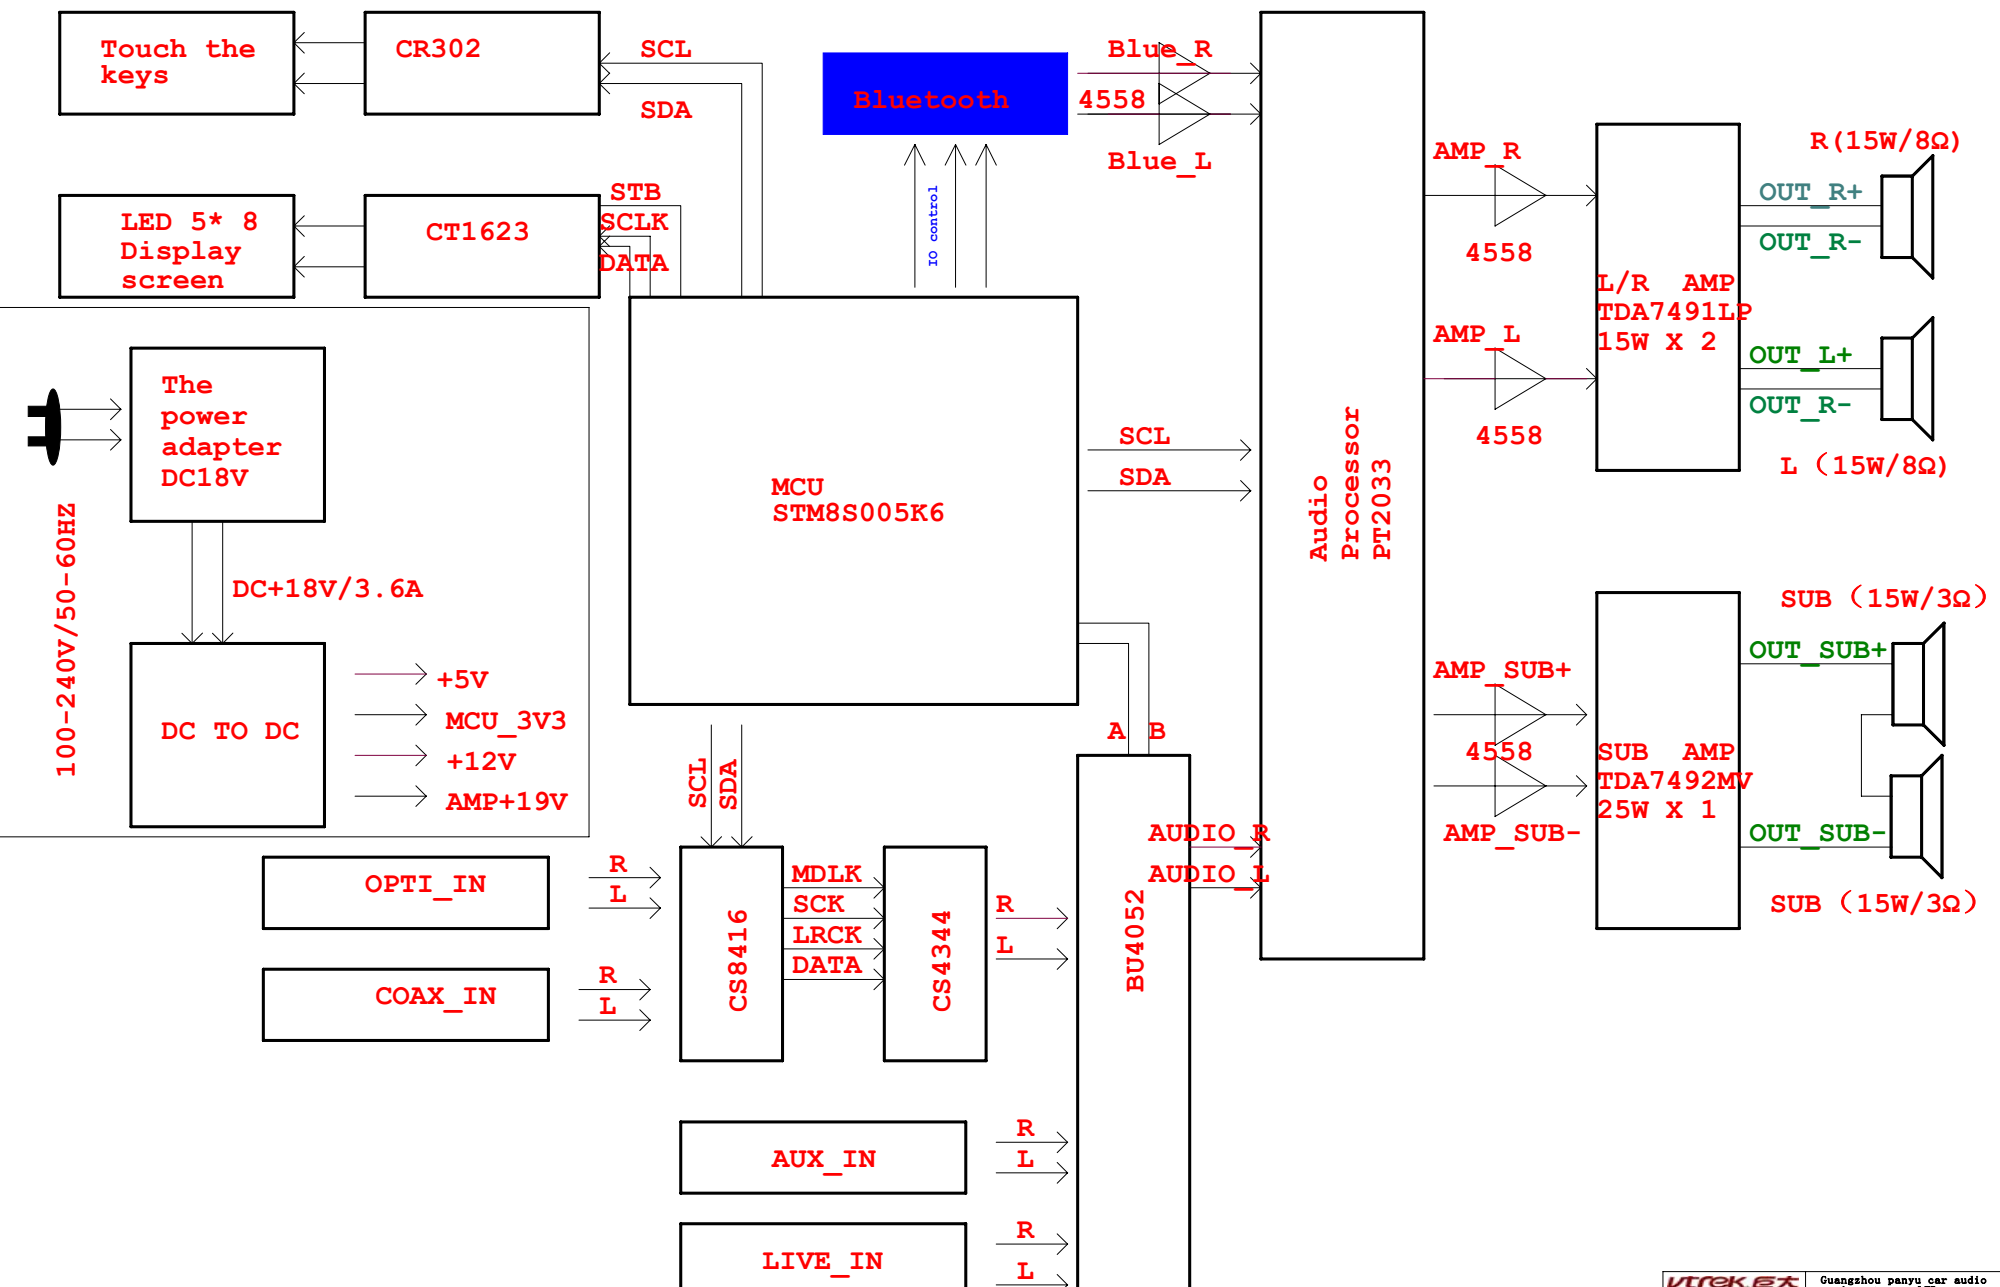 Touch the
keys
CR302
SCL
SDA
Bluetooth
Blue_R
4558
Blue_L
LED 5* 8
Display
screen
CT1623
STB
SCLK
DATA
IO control
AMP_R
4558
AMP_L
4558
L/R AMP
TDA7491LP
15W X 2
R(15W/8Ω)
OUT_R+
OUT_R-
OUT_L+
OUT_R-
L (15W/8Ω)
The
power
adapter
DC18V
100-240V/50-60HZ
DC+18V/3.6A
DC TO DC
+5V
MCU_3V3
+12V
AMP+19V
MCU
STM8S005K6
SCL
SDA
Audio
Processor
PT2033
AMP_SUB+
4558
AMP_SUB-
SUB AMP
TDA7492MV
25W X 1
SUB (15W/3Ω)
OUT_SUB+
OUT_SUB-
SUB (15W/3Ω)
A B
SCL
SDA
AUDIO_R
AUDIO_L
OPTI_IN
R
L
COAX_IN
R
L
CS8416
MDLK
SCK
LRCK
DATA
CS4344
R
L
BU4052
AUX_IN
R
L
LIVE_IN
R
L
Guangzhou panyu car audio